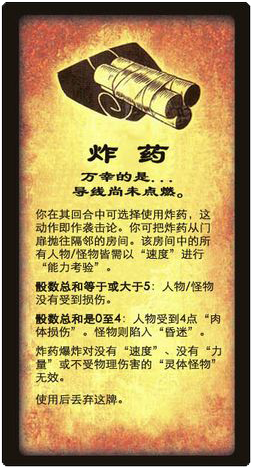 炸药
万幸的是...
导线尚未点燃。
你在其回合中可选择使用炸药，这
动作即作袭击论。你可把炸药从门
扉抛往隔邻的房间。该房间中的所
有人物/怪物皆需以“速度”进行
“能力考验”。
骰数总和等于或大于5：人物/怪物
没有受到损伤。
骰数总和是0至4：人物受到4点“肉
体损伤”。怪物则陷入“昏迷”。
炸药爆炸对没有“速度”、没有“力
量”或不受物理伤害的“灵体怪物”
无效。
使用后丢弃这牌。